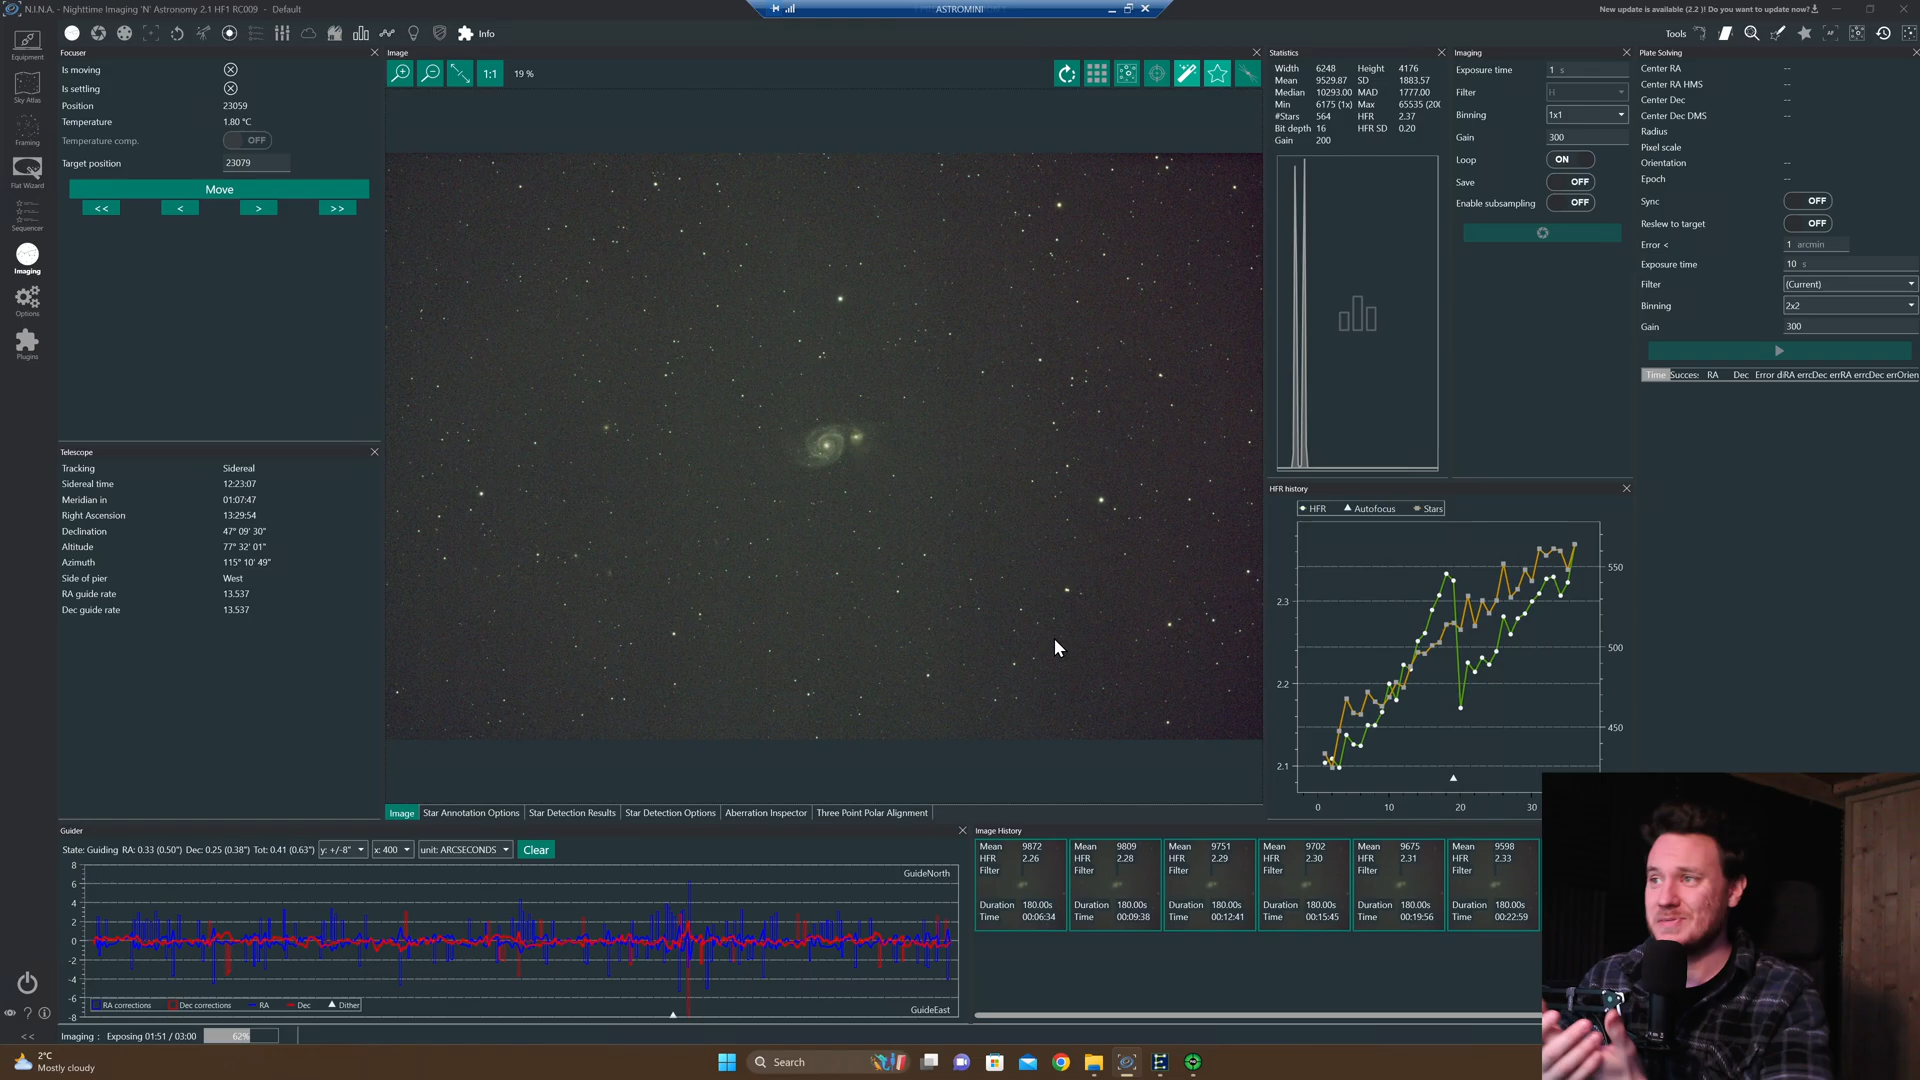 N.I.N.A. - Nighttime Imaging 'N' Astronomy 2.1 HF1 RC009 - Default
ASTROMINI
New update is available (2.2 )! Do you want to update now?
Info
Tools
Equipment
Sky Atlas
Framing
Flat Wizard
Sequencer
Imaging
Options
Plugins
Focuser
Is moving
Is settling
Position 23059
Temperature 1.80 °C
Temperature comp. OFF
Target position 23079
Move
<< < > >>
Telescope
Tracking Sidereal
Sidereal time 12:23:07
Meridian in 01:07:47
Right Ascension 13:29:54
Declination 47° 09' 30"
Altitude 77° 32' 01"
Azimuth 115° 10' 49"
Side of pier West
RA guide rate 13.537
Dec guide rate 13.537
Image
1:1 19 %
Image Star Annotation Options Star Detection Results Star Detection Options Aberration Inspector Three Point Polar Alignment
Statistics
Width 6248 Height 4176
Mean 9529.87 SD 1883.57
Median 10293.00 MAD 1777.00
Min 6175 (1x) Max 65535 (20(
#Stars 564 HFR 2.37
Bit depth 16 HFR SD 0.20
Gain 200
Imaging
Exposure time 1 s
Filter H
Binning 1x1
Gain 300
Loop ON
Save OFF
Enable subsampling OFF
Plate Solving
Center RA --
Center RA HMS --
Center Dec --
Center Dec DMS --
Radius
Pixel scale
Orientation --
Epoch --
Sync OFF
Reslew to target OFF
Error < 1 arcmin
Exposure time 10 s
Filter (Current)
Binning 2x2
Gain 300
Time Success RA Dec
HFR history
HFR Autofocus Stars
2.3
2.2
2.1
550
500
450
0 10 20 30
Guider
State: Guiding RA: 0.33 (0.50") Dec: 0.25 (0.38") Tot: 0.41 (0.63") y: +/-8" x: 400 unit: ARCSECONDS Clear
8
6
4
2
0
-2
-4
-6
-8
GuideNorth
GuideEast
RA corrections Dec corrections RA Dec Dither
Image History
Mean 9872 Mean 9809 Mean 9751 Mean 9702 Mean 9675 Mean 9598
HFR 2.26 HFR 2.28 HFR 2.29 HFR 2.30 HFR 2.31 HFR 2.33
Filter Filter Filter Filter Filter Filter
Duration 180.00s Duration 180.00s Duration 180.00s Duration 180.00s Duration 180.00s Duration 180.00s
Time 00:06:34 Time 00:09:38 Time 00:12:41 Time 00:15:45 Time 00:19:56 Time 00:22:59
<< Imaging : Exposing 01:51 / 03:00 62%
2°C
Mostly cloudy
Search